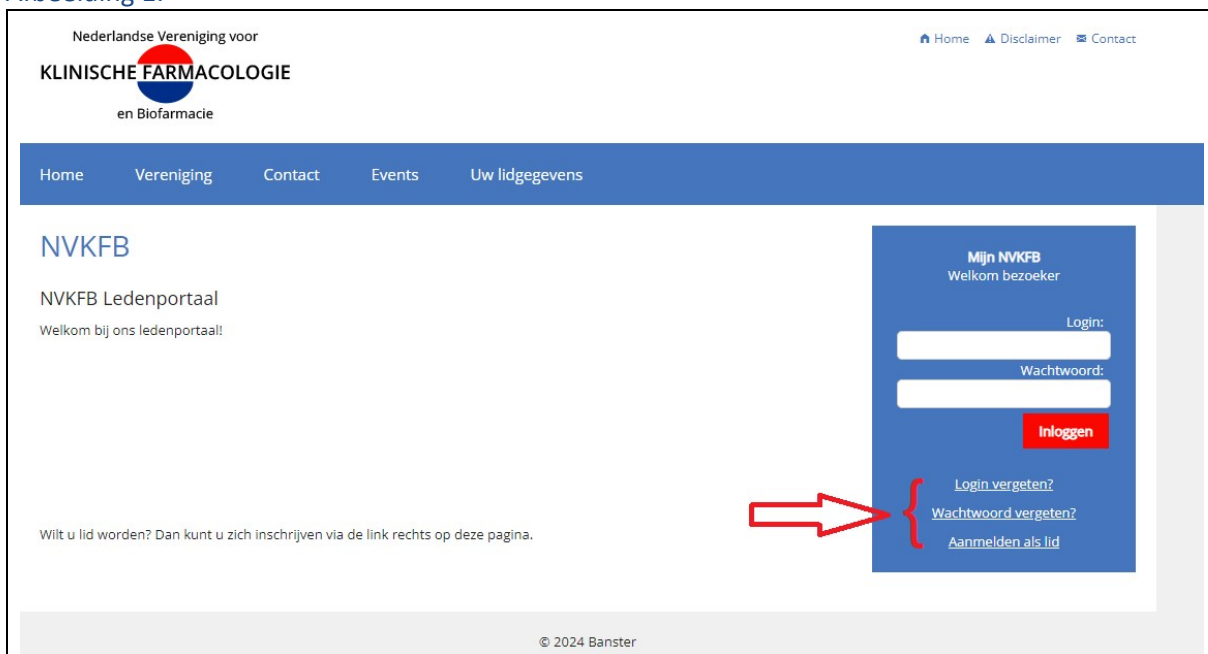 Nederlandse Vereniging voor
KLINISCHE FARMACOLOGIE
en Biofarmacie
Home Disclaimer Contact
Home Vereniging Contact Events Uw lidgegevens
NVKFB
NVKFB Ledenportaal
Welkom bij ons ledenportaal!
Wilt u lid worden? Dan kunt u zich inschrijven via de link rechts op deze pagina.
Mijn NVKFB
Welkom bezoeker
Login:
Wachtwoord:
Inloggen
Login vergeten?
Wachtwoord vergeten?
Aanmelden als lid
© 2024 Banster